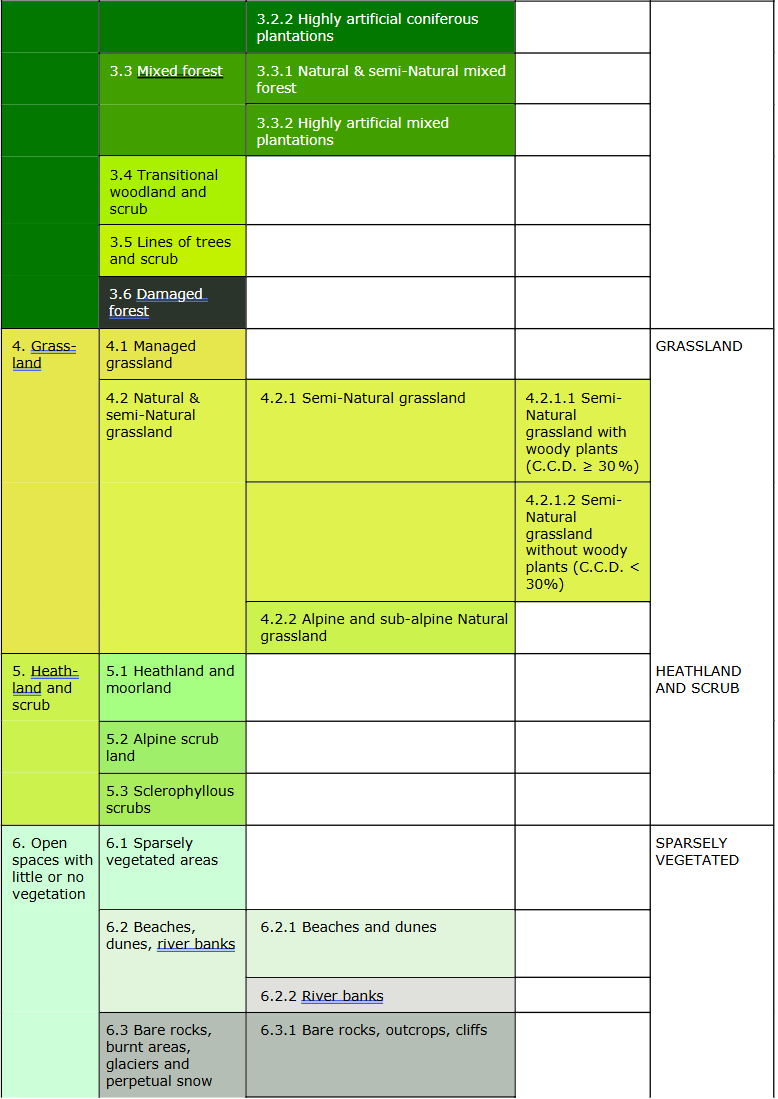 3.2.2 Highly artificial coniferous
plantations
3.3 Mixed forest
3.3.1 Natural & semi-Natural mixed
forest
3.3.2 Highly artificial mixed
plantations
3.4 Transitional
woodland and
scrub
3.5 Lines of trees
and scrub
3.6 Damaged
forest
4. Grass-
land
4.1 Managed
grassland
GRASSLAND
4.2 Natural &
semi-Natural
grassland
4.2.1 Semi-Natural grassland
4.2.1.1 Semi-
Natural
grassland with
woody plants
(C.C.D. ≥ 30 %)
4.2.1.2 Semi-
Natural
grassland
without woody
plants (C.C.D. <
30%)
4.2.2 Alpine and sub-alpine Natural
grassland
5. Heath-
land and
scrub
5.1 Heathland and
moorland
HEATHLAND
AND SCRUB
5.2 Alpine scrub
land
5.3 Sclerophyllous
scrubs
6. Open
spaces with
little or no
vegetation
6.1 Sparsely
vegetated areas
SPARSELY
VEGETATED
6.2 Beaches,
dunes, river banks
6.2.1 Beaches and dunes
6.2.2 River banks
6.3 Bare rocks,
burnt areas,
glaciers and
perpetual snow
6.3.1 Bare rocks, outcrops, cliffs